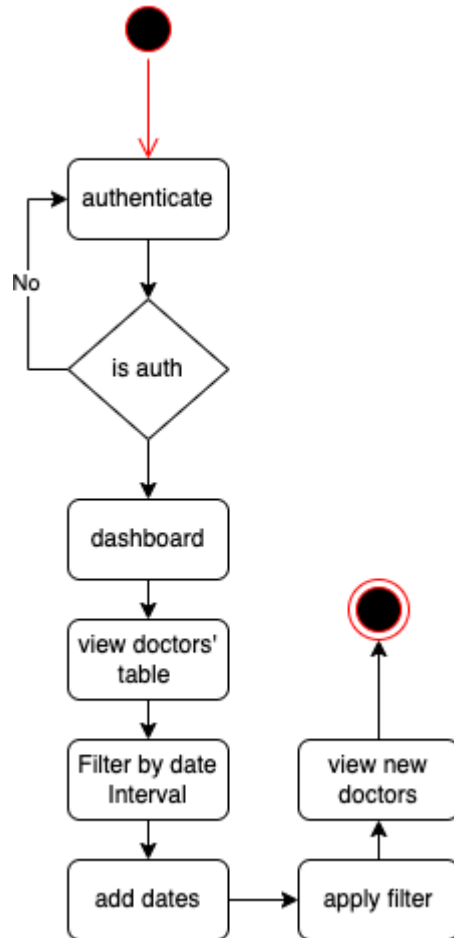 authenticate
No
is auth
dashboard
view doctors'
table
Filter by date
Interval
add dates
apply filter
view new
doctors